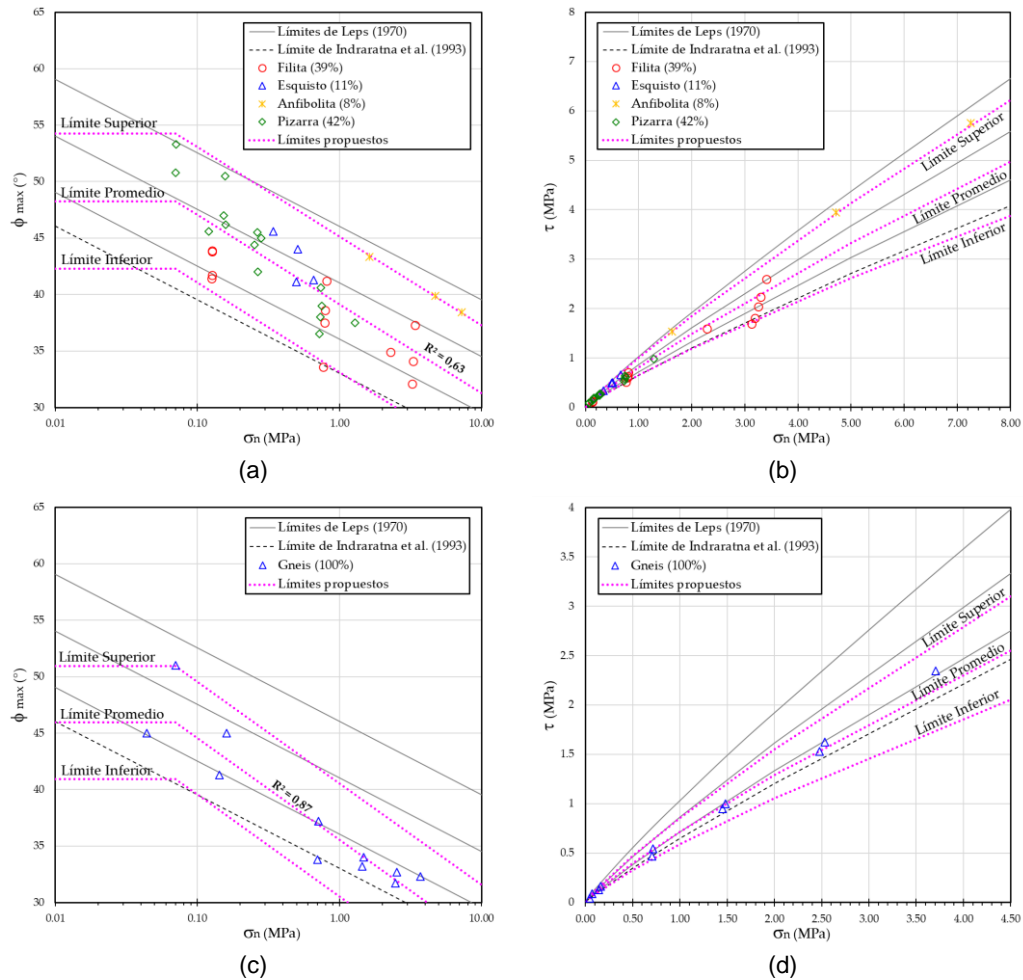 65
60
55
50
45
40
35
30
ϕ max (°)
0.01
0.10
1.00
10.00
σn (MPa)
Límites de Leps (1970)
Límite de Indraratna et al. (1993)
Filita (39%)
Esquisto (11%)
Anfibolita (8%)
Pizarra (42%)
Límites propuestos
Límite Superior
Límite Promedio
Límite Inferior
R² = 0,63
(a)
8
7
6
5
4
3
2
1
0
τ (MPa)
0.00
1.00
2.00
3.00
4.00
5.00
6.00
7.00
8.00
σn (MPa)
Límites de Leps (1970)
Límite de Indraratna et al. (1993)
Filita (39%)
Esquisto (11%)
Anfibolita (8%)
Pizarra (42%)
Límites propuestos
Límite Superior
Límite Promedio
Límite Inferior
(b)
65
60
55
50
45
40
35
30
ϕ max (°)
0.01
0.10
1.00
10.00
σn (MPa)
Límites de Leps (1970)
Límite de Indraratna et al. (1993)
Gneis (100%)
Límites propuestos
Límite Superior
Límite Promedio
Límite Inferior
R² = 0,87
(c)
4
3.5
3
2.5
2
1.5
1
0.5
0
τ (MPa)
0.00
0.50
1.00
1.50
2.00
2.50
3.00
3.50
4.00
4.50
σn (MPa)
Límites de Leps (1970)
Límite de Indraratna et al. (1993)
Gneis (100%)
Límites propuestos
Límite Superior
Límite Promedio
Límite Inferior
(d)